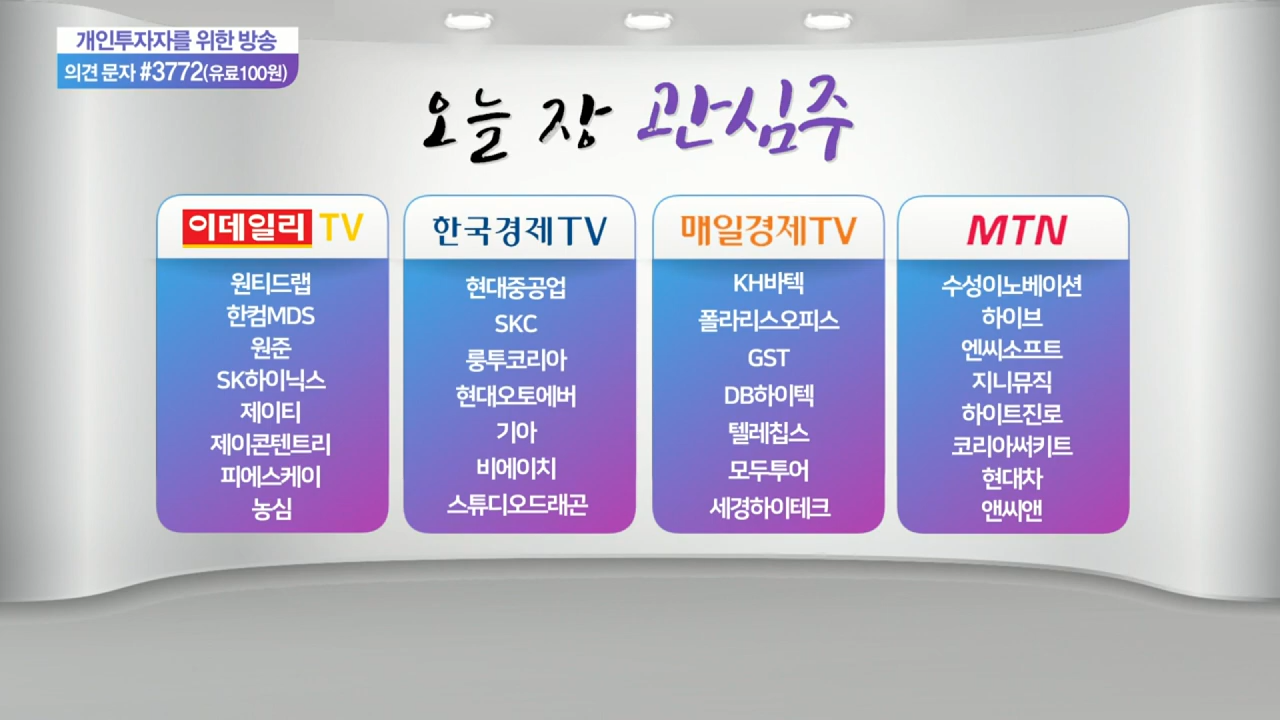 개인투자자를 위한 방송
의견 문자 #3772(유료100원)
오늘 장 관심주
이데일리 TV
원티드랩
한컴MDS
원준
SK하이닉스
제이티
제이콘텐트리
피에스케이
농심
한국경제TV
현대중공업
SKC
룽투코리아
현대오토에버
기아
비에이치
스튜디오드래곤
매일경제TV
KH바텍
폴라리스오피스
GST
DB하이텍
텔레칩스
모두투어
세경하이테크
MTN
수성이노베이션
하이브
엔씨소프트
지니뮤직
하이트진로
코리아써키트
현대차
앤씨앤